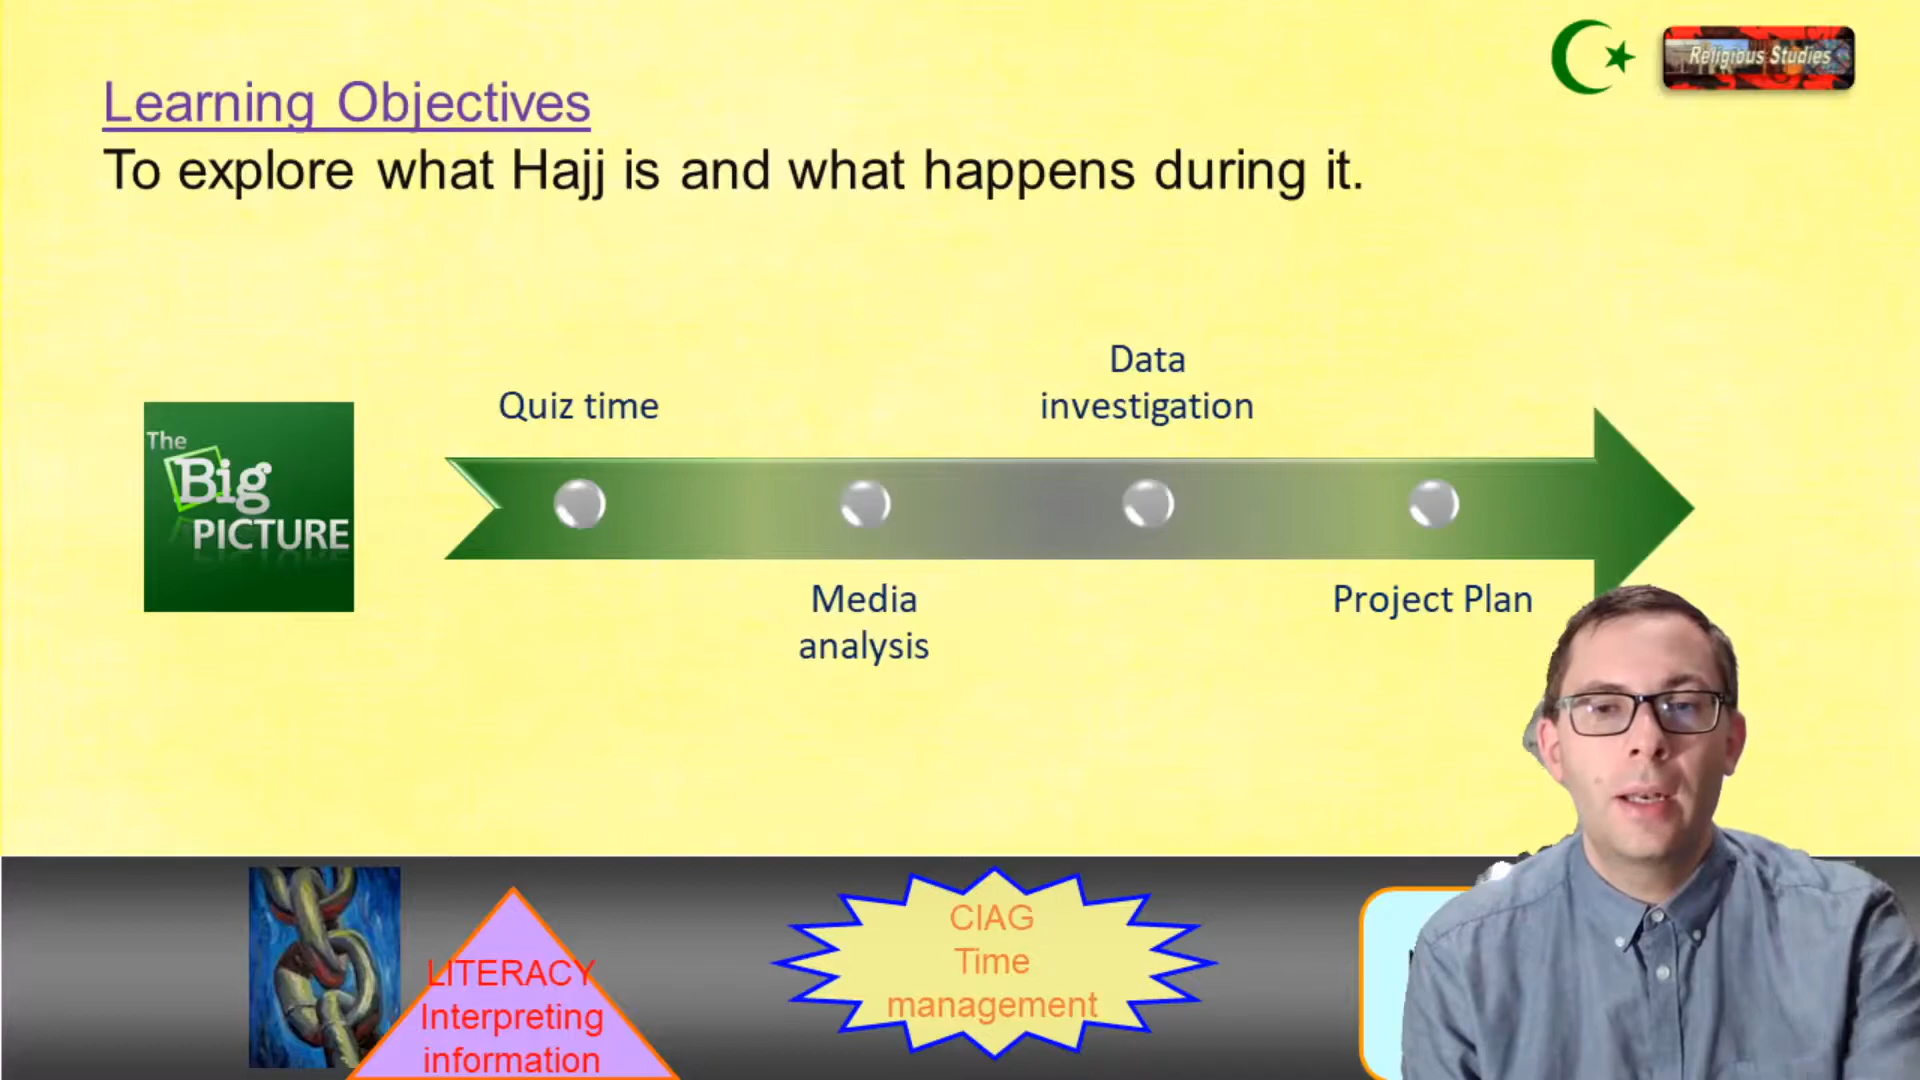 Religious Studies
Learning Objectives
To explore what Hajj is and what happens during it.
The
Big
PICTURE
Quiz time
Media
analysis
Data
investigation
Project Plan
LITERACY
Interpreting
information
CIAG
Time
management